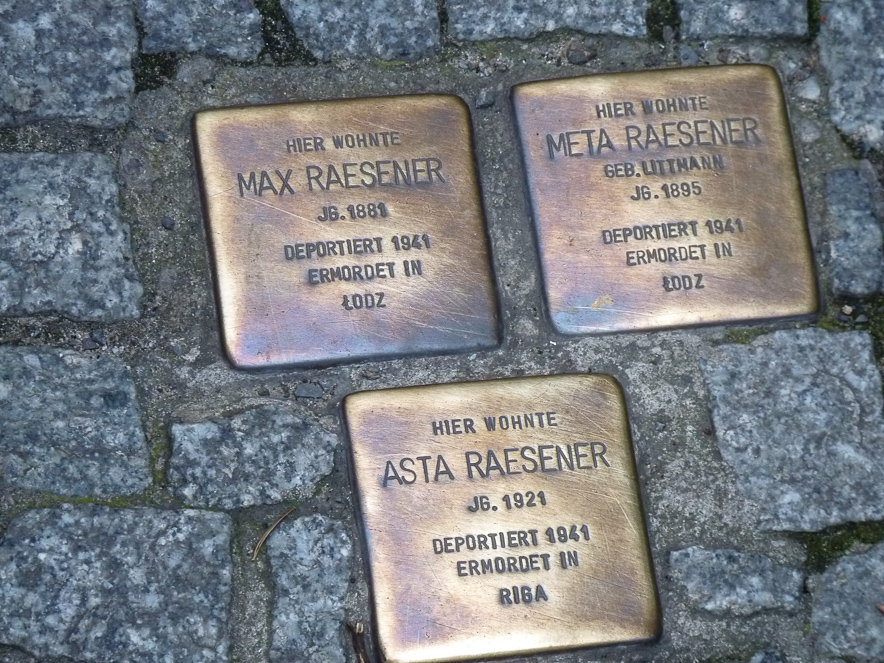 HIER WOHNTE
MAX RAESENER
JG.1881
DEPORTIERT 1941
ERMORDET IN
ŁODZ
HIER WOHNTE
META RAESENER
GEB.LITTMANN
JG.1895
DEPORTIERT 1941
ERMORDET IN
ŁODZ
HIER WOHNTE
ASTA RAESENER
JG.1921
DEPORTIERT 1941
ERMORDET IN
RIGA